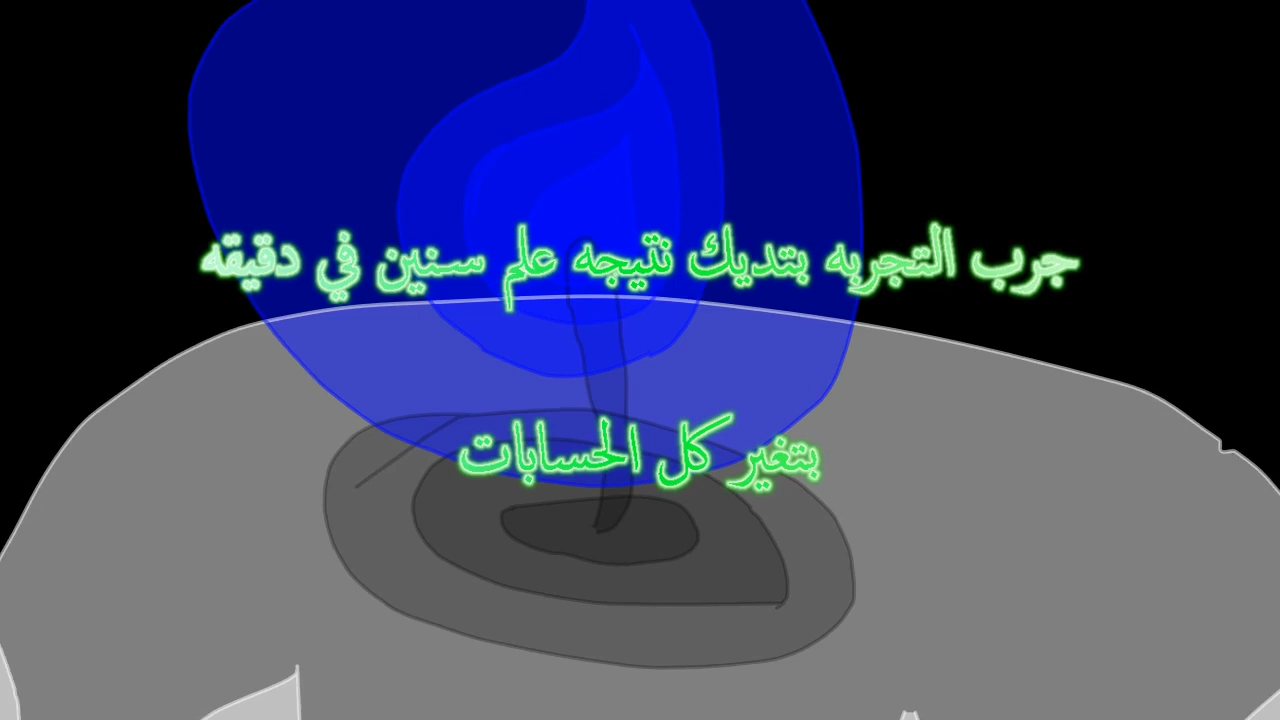 جرب التجربه بتديك نتيجه علم سنين في دقيقه
بتغير كل الحسابات